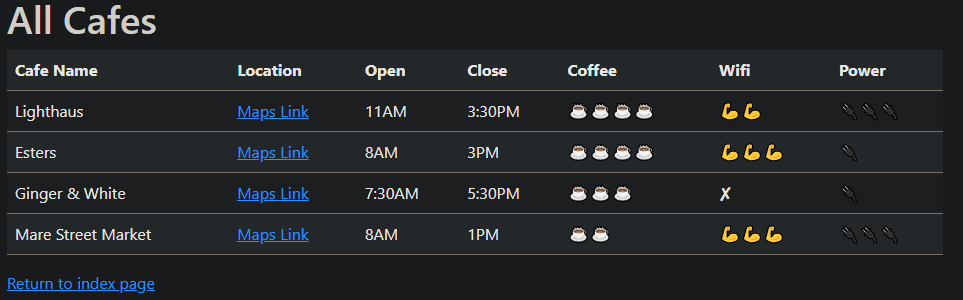 All Cafes
Cafe Name Location Open Close Coffee Wifi Power
Lighthaus Maps Link 11AM 3:30PM ☕☕☕☕ 💪💪 🔌🔌🔌
Esters Maps Link 8AM 3PM ☕☕☕☕ 💪💪💪 🔌
Ginger & White Maps Link 7:30AM 5:30PM ☕☕☕ ✘ 🔌
Mare Street Market Maps Link 8AM 1PM ☕☕ 💪💪💪 🔌🔌🔌
Return to index page